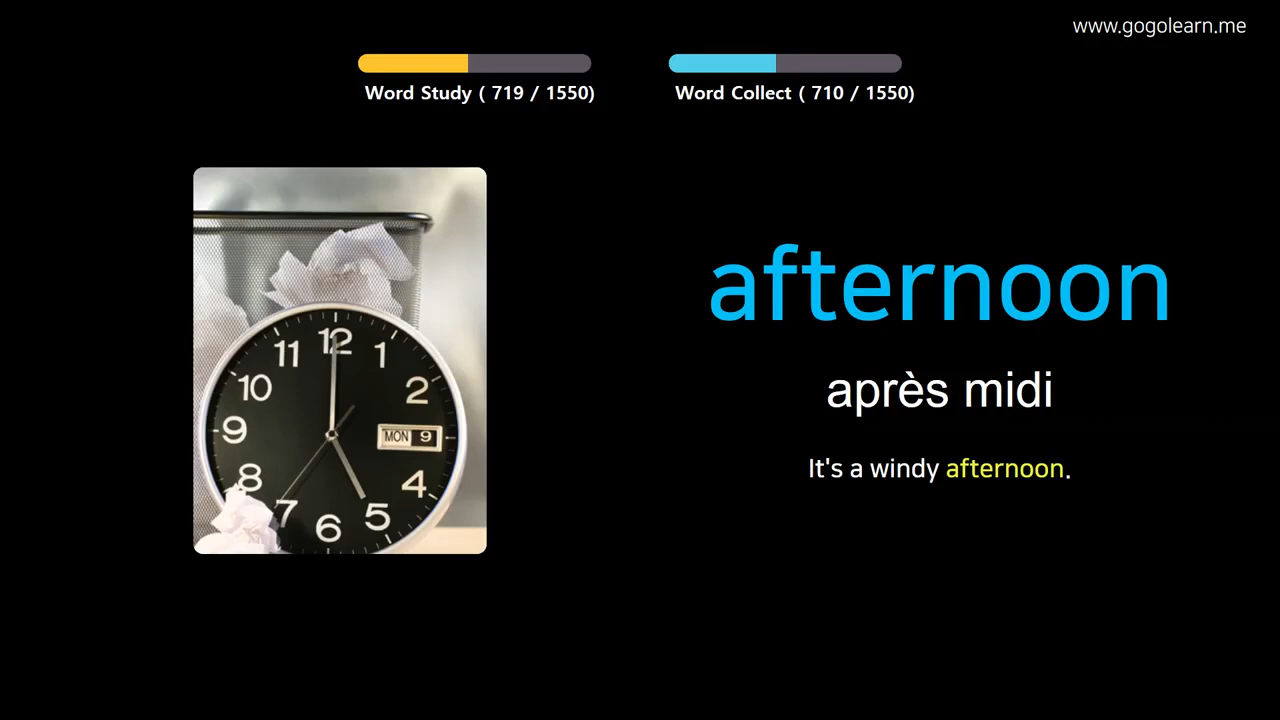 www.gogolearn.me
Word Study ( 719 / 1550)
Word Collect ( 710 / 1550)
afternoon
après midi
It's a windy afternoon.
12
11
1
10
2
9
MON 9
8
4
7
5
6